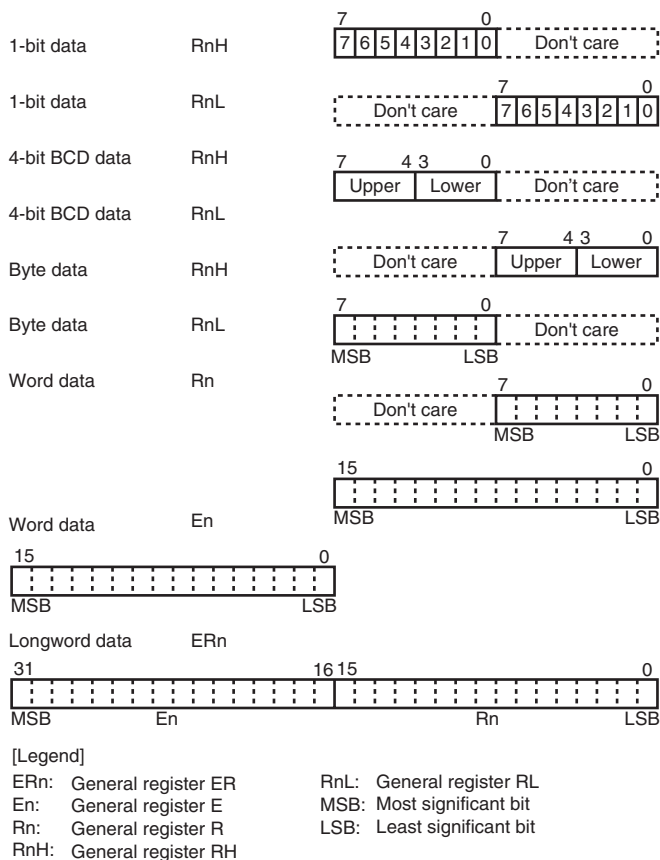 7 0
1-bit data RnH 7 6 5 4 3 2 1 0 Don't care
7 0
1-bit data RnL Don't care 7 6 5 4 3 2 1 0
4-bit BCD data RnH 7 4 3 0
Upper Lower Don't care
4-bit BCD data RnL
7 4 3 0
Byte data RnH Don't care Upper Lower
7 0
Byte data RnL Don't care
MSB LSB
Word data Rn 7 0
Don't care
MSB LSB
15 0
Word data En MSB LSB
15 0
MSB LSB
Longword data ERn
31 16 15 0
MSB En Rn LSB
[Legend]
ERn: General register ER RnL: General register RL
En: General register E MSB: Most significant bit
Rn: General register R LSB: Least significant bit
RnH: General register RH